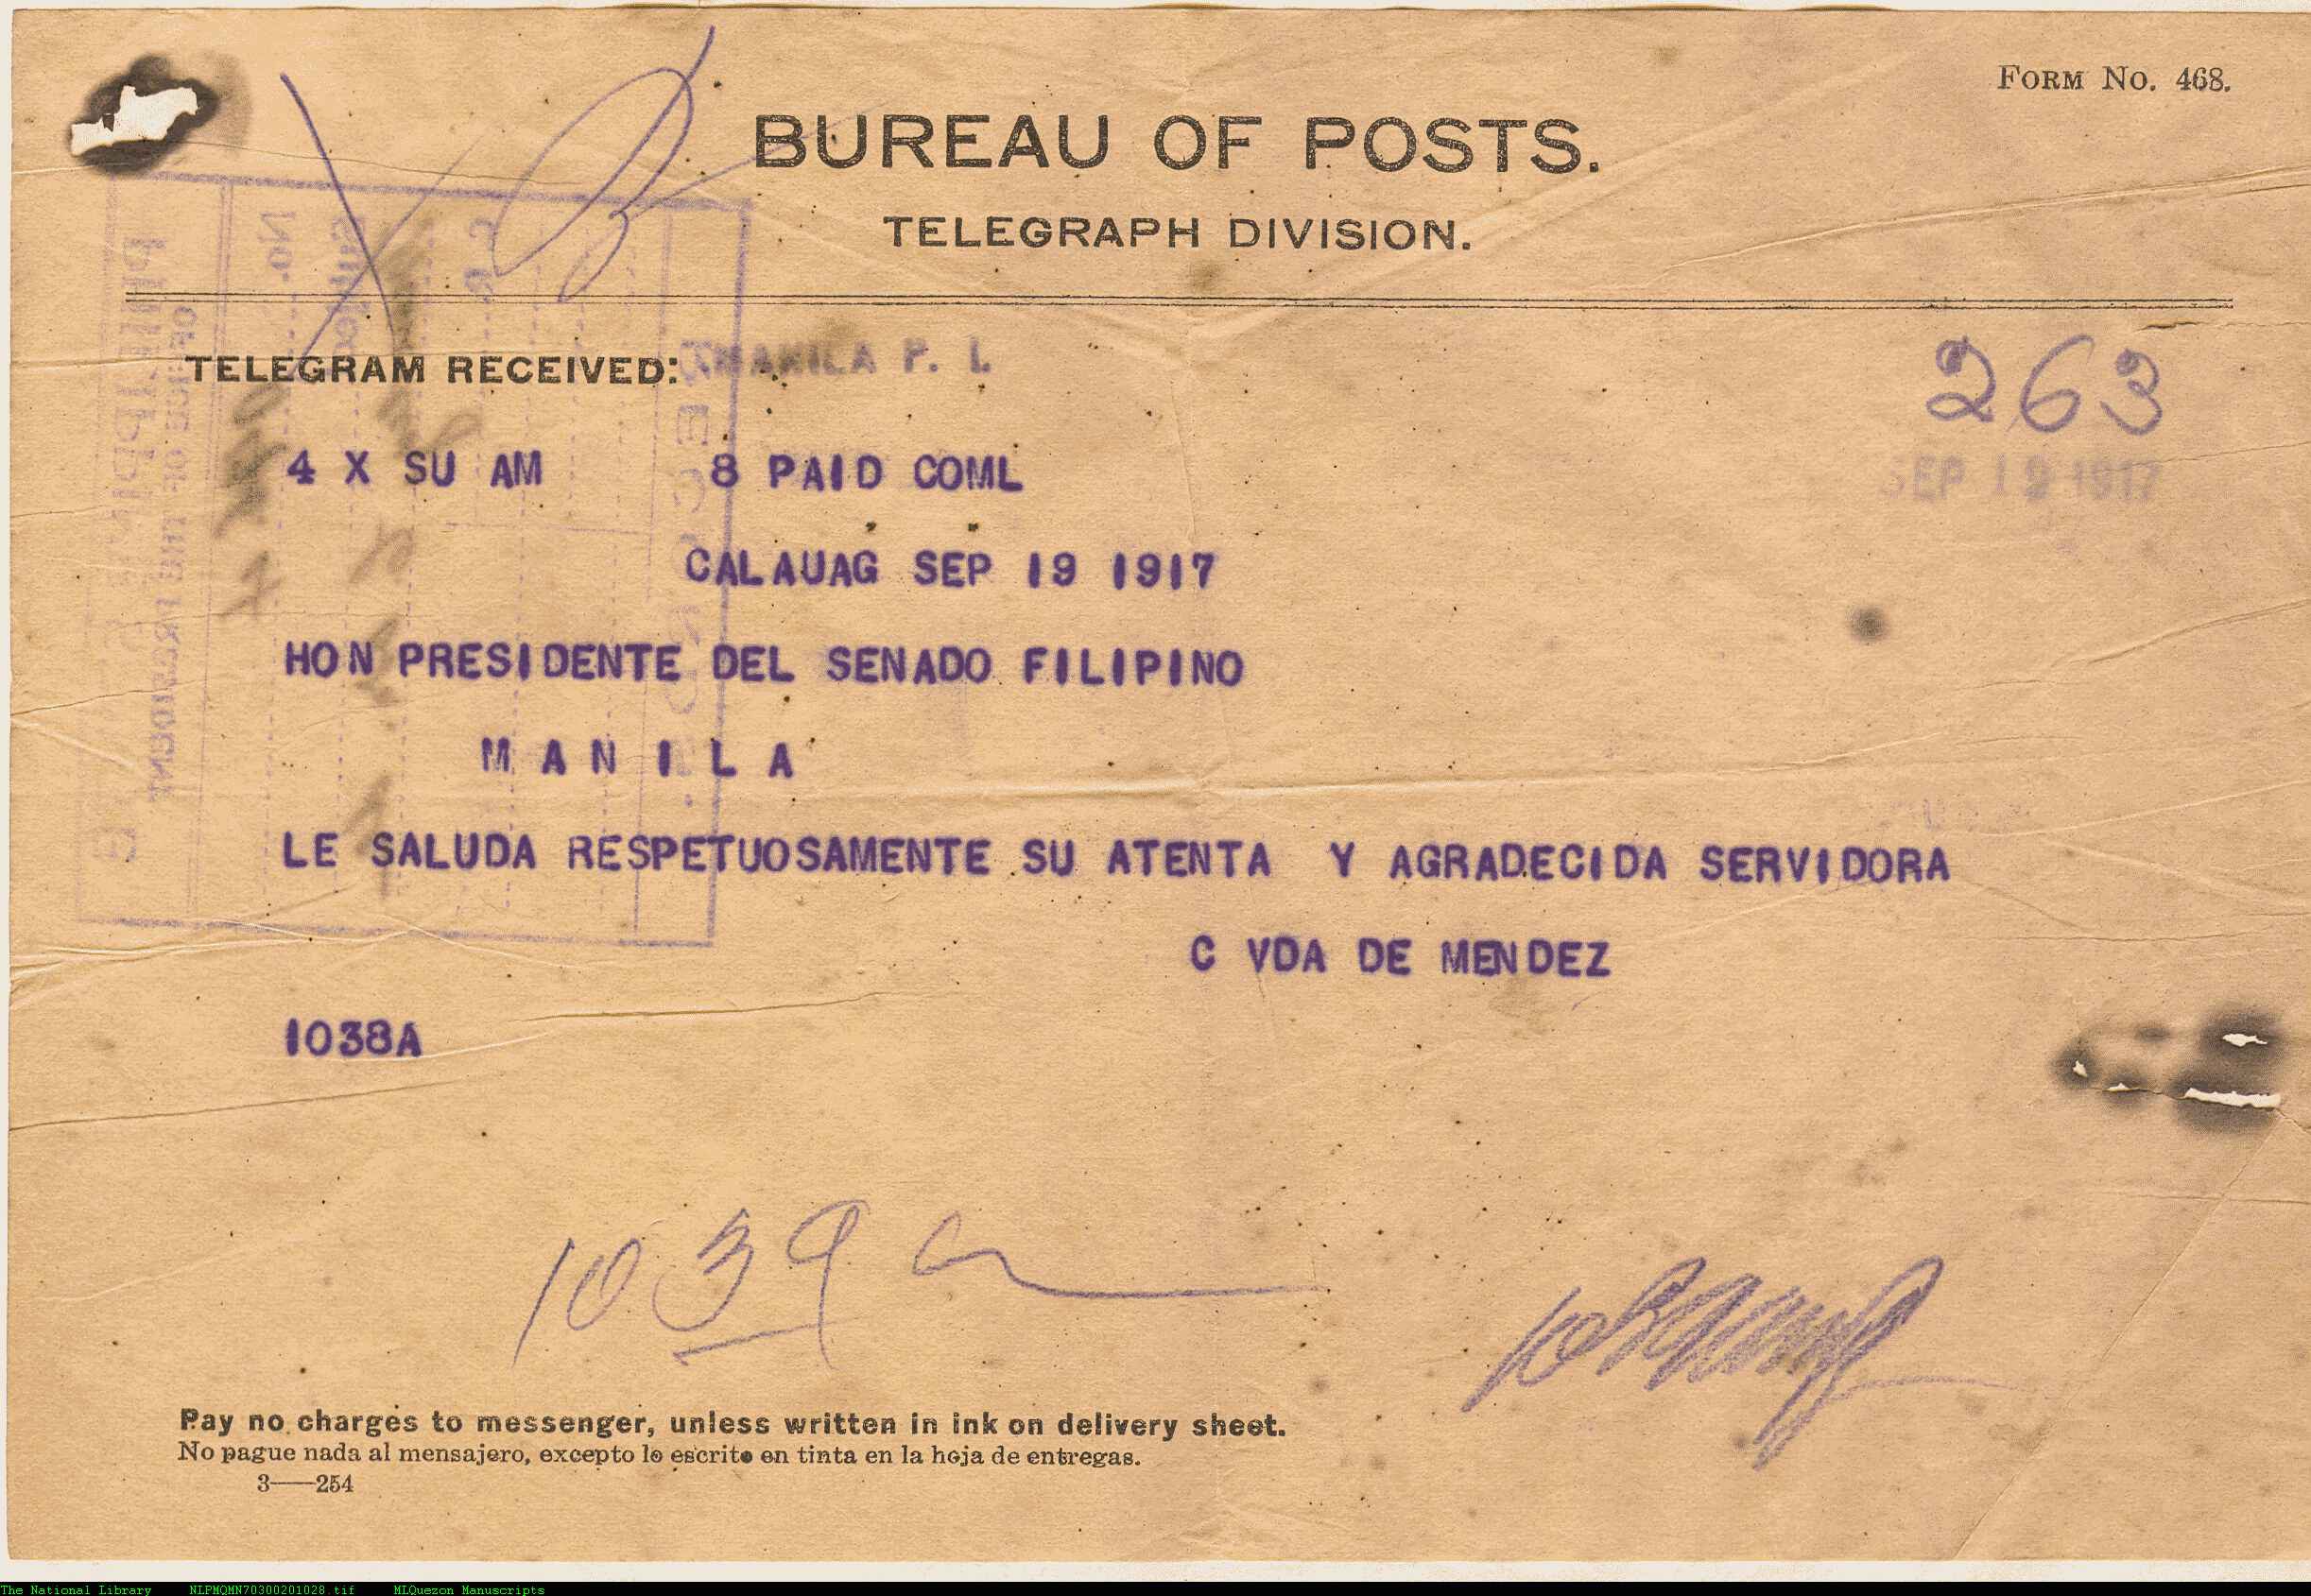 FORM NO. 468.
BUREAU OF POSTS.
TELEGRAPH DIVISION.
TELEGRAM RECEIVED: MANILA P. I.
263
4 X SU AM 8 PAID COML
SEP 19 1917
CALAUAG SEP 19 1917
HON PRESIDENTE DEL SENADO FILIPINO
M A N I L A
LE SALUDA RESPETUOSAMENTE SU ATENTA Y AGRADECIDA SERVIDORA
C VDA DE MENDEZ
1038A
1039 a
Pay no charges to messenger, unless written in ink on delivery sheet.
No pague nada al mensajero, excepto lo escrito en tinta en la hoja de entregas.
3——254
The National Library NLPMQMN70300201028.tif MLQuezon Manuscripts